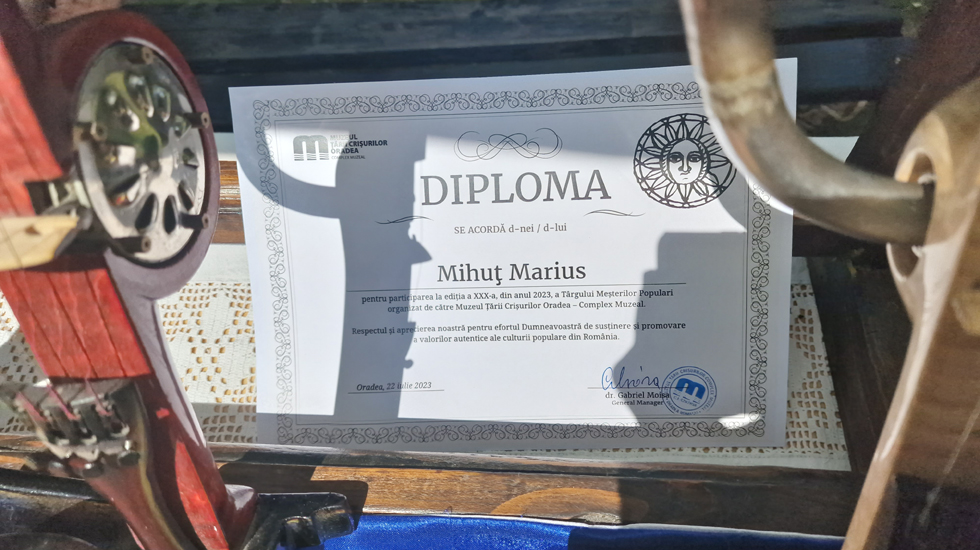 MUZEUL
ȚĂRII CRIȘURILOR
ORADEA
COMPLEX MUZEAL
DIPLOMA
SE ACORDĂ d-nei / d-lui
Mihuţ Marius
pentru participarea la ediția a XXX-a, din anul 2023, a Târgului Meșterilor Populari
organizat de către Muzeul Țării Crișurilor Oradea – Complex Muzeal.
Respectul și aprecierea noastră pentru efortul Dumneavoastră de susținere și promovare
a valorilor autentice ale culturii populare din România.
Oradea, 22 iulie 2023
dr. Gabriel Moisa
General Manager